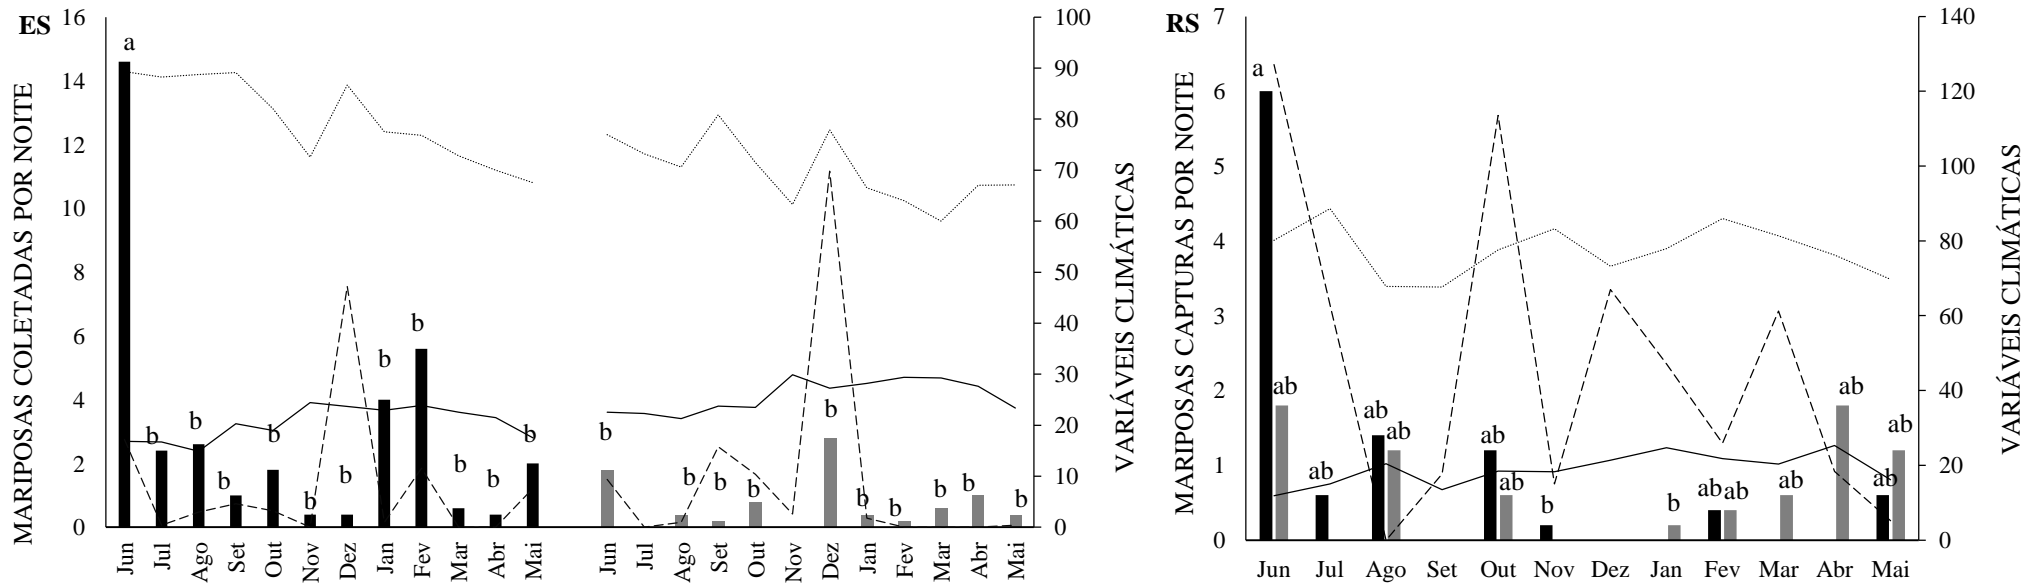 ES
MARIPOSAS COLETADAS POR NOITE
16
14
12
10
8
6
4
2
0
a
b
b
b
b
b
b
b
b
b
b
b
Jun
Jul
Ago
Set
Out
Nov
Dez
Jan
Fev
Mar
Abr
Mai
b
b
b
b
b
b
b
b
b
b
Jun
Jul
Ago
Set
Out
Nov
Dez
Jan
Fev
Mar
Abr
Mai
100
90
80
70
60
50
40
30
20
10
0
VARIÁVEIS CLIMÁTICAS
RS
MARIPOSAS CAPTURAS POR NOITE
7
6
5
4
3
2
1
0
a
ab
ab
ab
ab
ab
ab
b
b
ab
ab
ab
ab
ab
ab
Jun
Jul
Ago
Set
Out
Nov
Dez
Jan
Fev
Mar
Abr
Mai
140
120
100
80
60
40
20
0
VARIÁVEIS CLIMÁTICAS